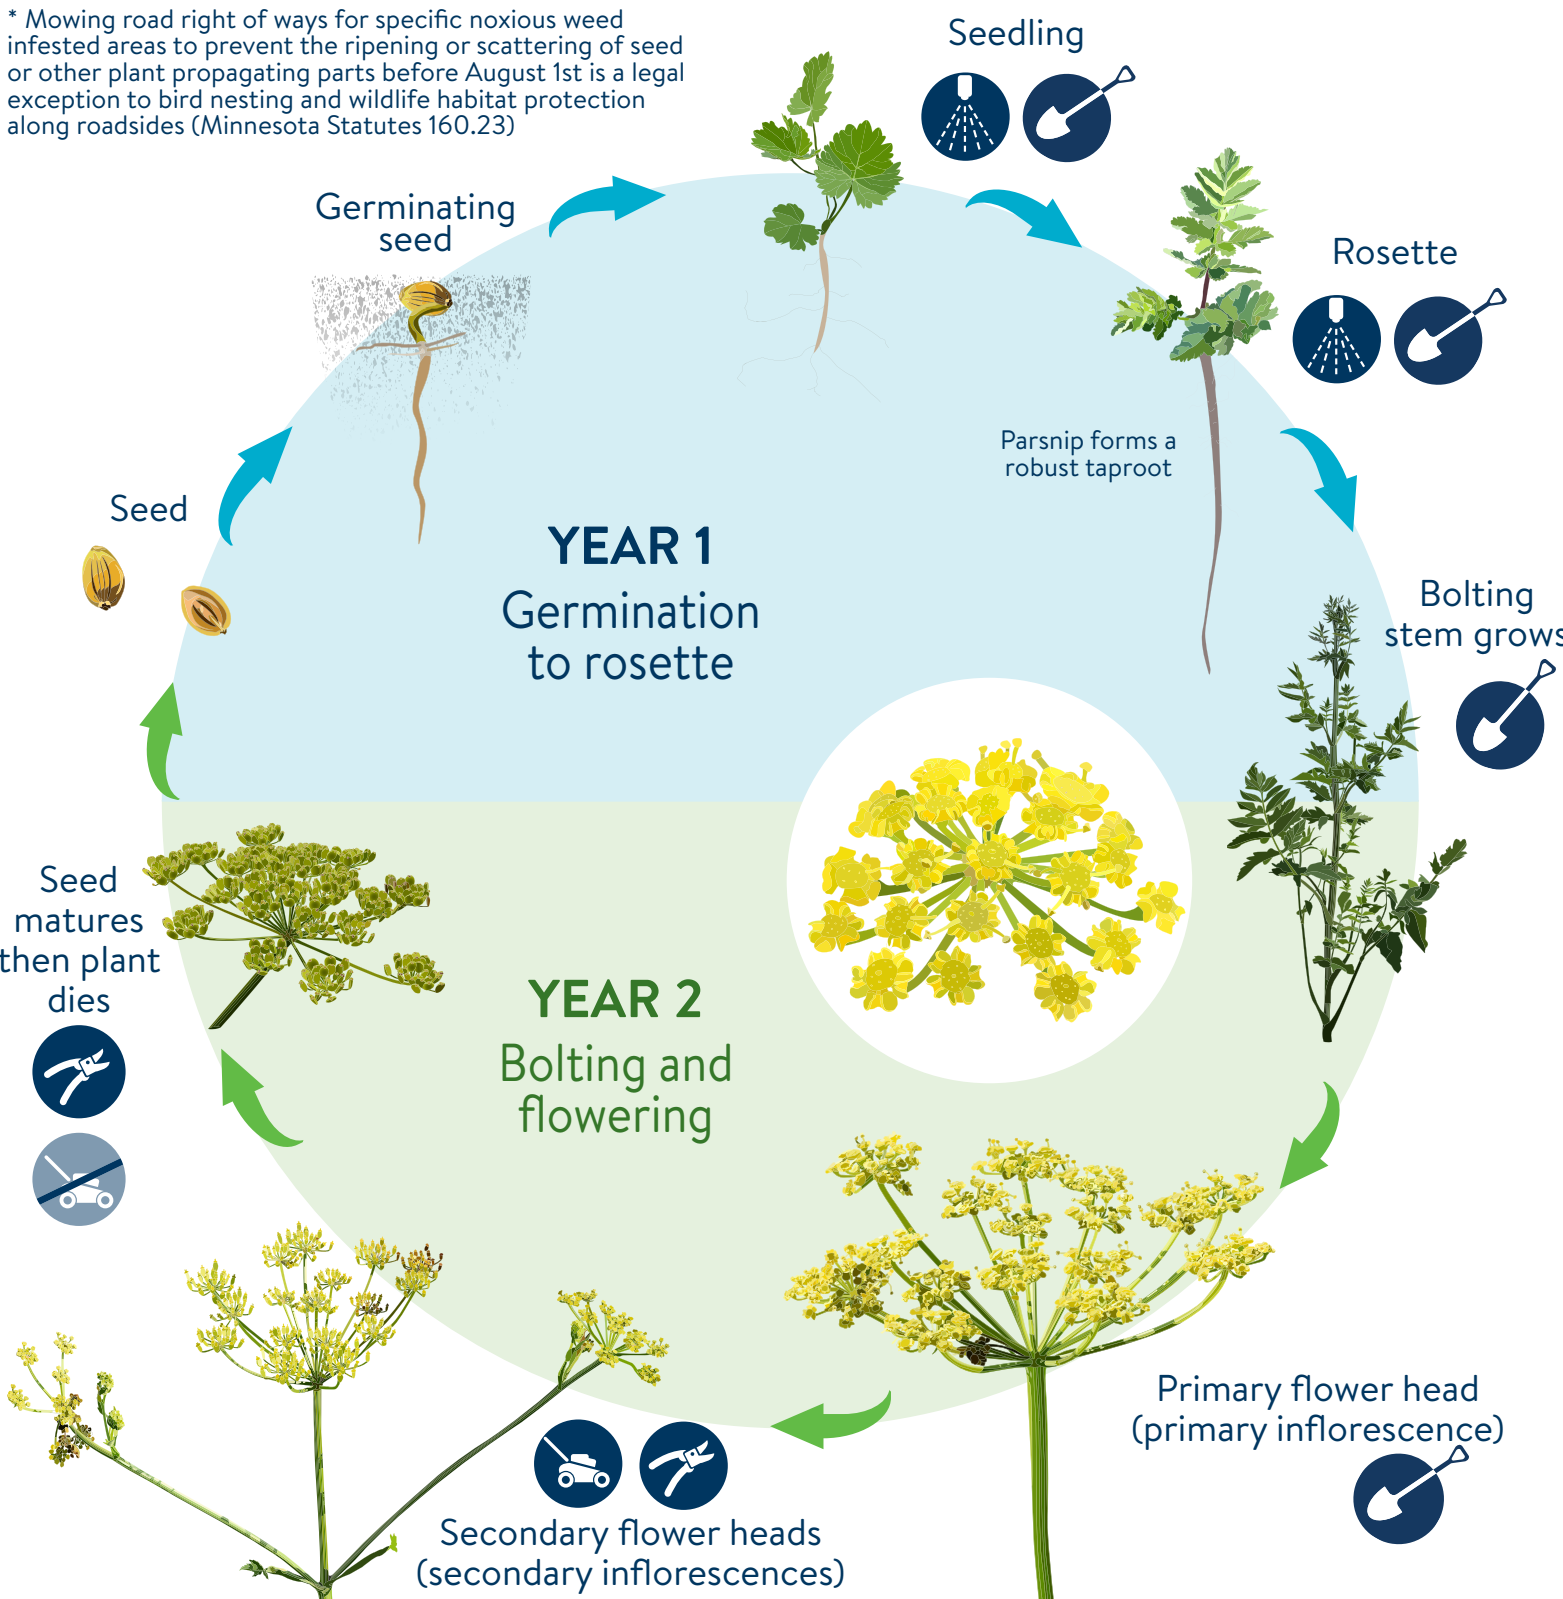 * Mowing road right of ways for specific noxious weed
infested areas to prevent the ripening or scattering of seed
or other plant propagating parts before August 1st is a legal
exception to bird nesting and wildlife habitat protection
along roadsides (Minnesota Statutes 160.23)
Seedling
Germinating
seed
Rosette
Parsnip forms a
robust taproot
Seed
YEAR 1
Germination
to rosette
Bolting
stem grows
Seed
matures
then plant
dies
YEAR 2
Bolting and
flowering
Primary flower head
(primary inflorescence)
Secondary flower heads
(secondary inflorescences)